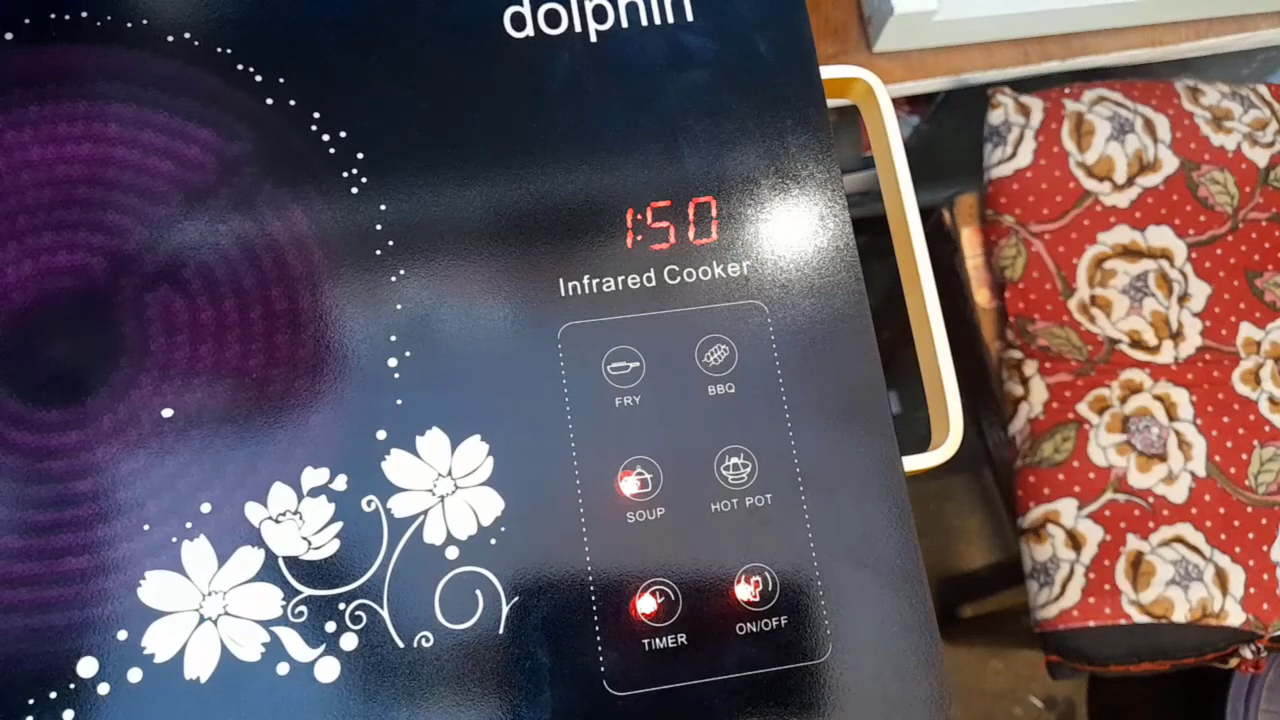 dolphin
1:50
Infrared Cooker
FRY
BBQ
SOUP
HOT POT
TIMER
ON/OFF